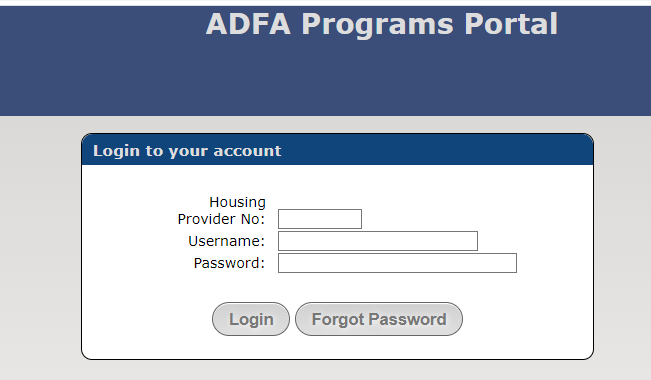 ADFA Programs Portal
Login to your account
Housing
Provider No:
Username:
Password:
Login Forgot Password